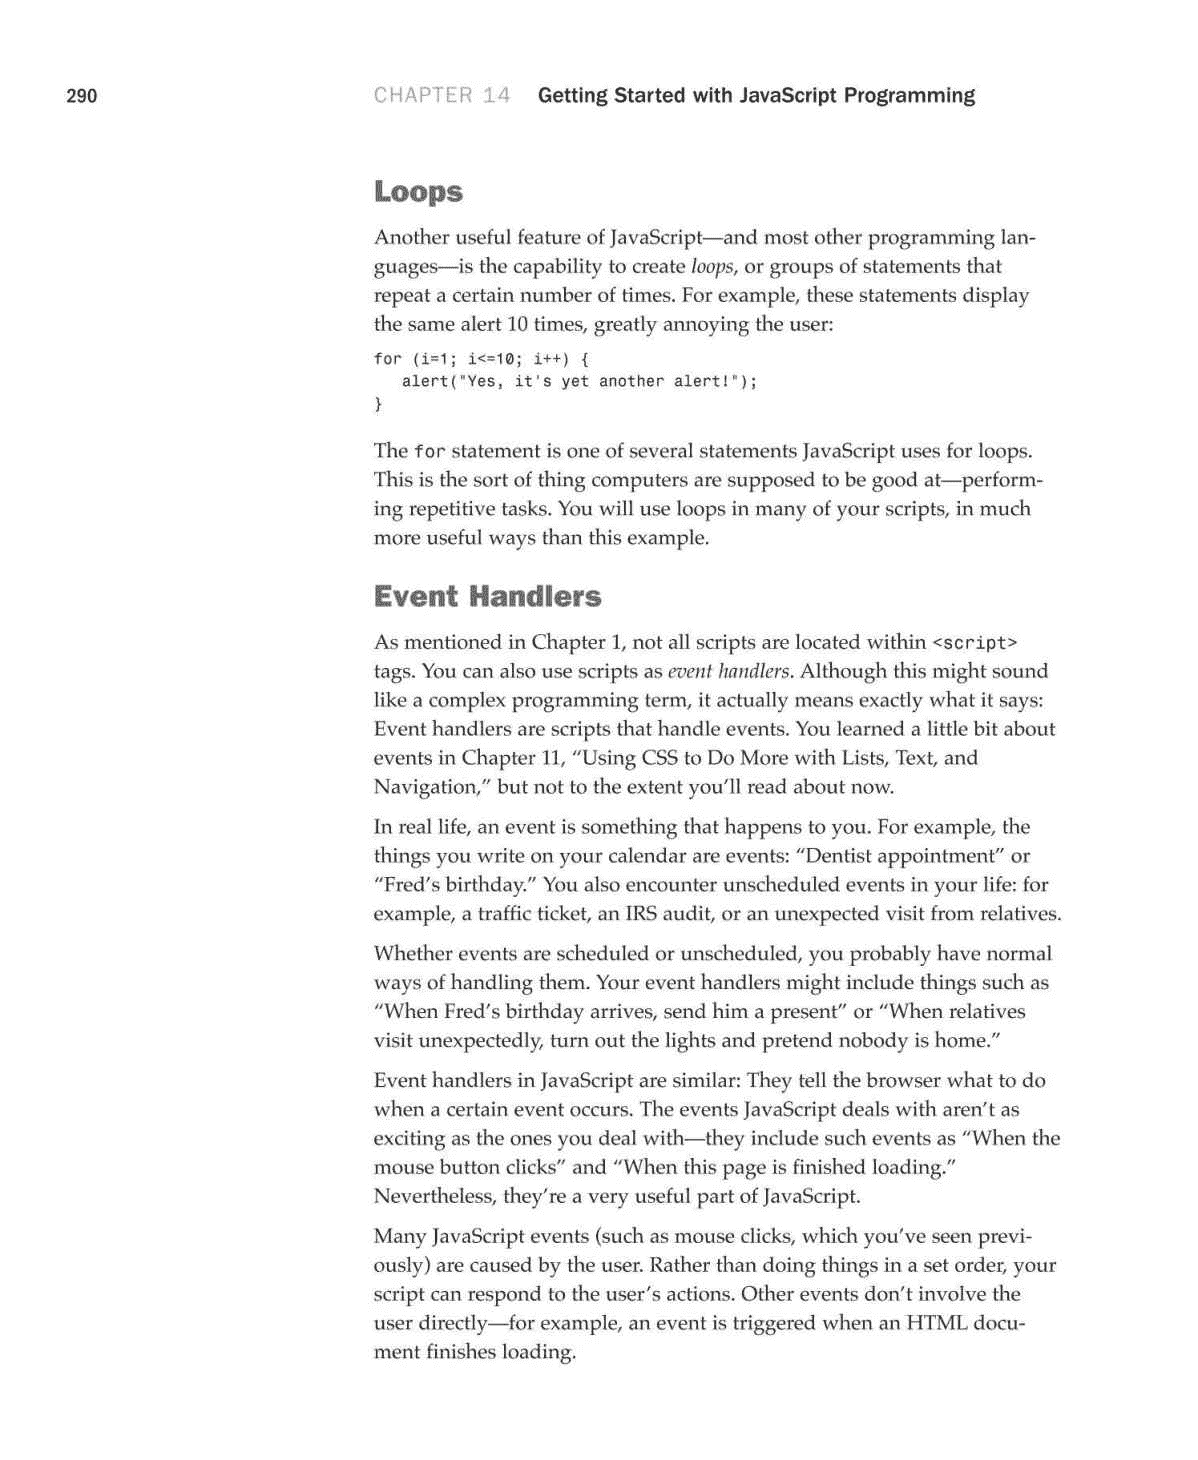 290
CHAPTER 14 Getting Started with JavaScript Programming
Loops
Another useful feature of JavaScript—and most other programming lan-
guages—is the capability to create loops, or groups of statements that
repeat a certain number of times. For example, these statements display
the same alert 10 times, greatly annoying the user:
for (i=1; i<=10; i++) {
   alert("Yes, it's yet another alert!");
}
The for statement is one of several statements JavaScript uses for loops.
This is the sort of thing computers are supposed to be good at—perform-
ing repetitive tasks. You will use loops in many of your scripts, in much
more useful ways than this example.
Event Handlers
As mentioned in Chapter 1, not all scripts are located within <script>
tags. You can also use scripts as event handlers. Although this might sound
like a complex programming term, it actually means exactly what it says:
Event handlers are scripts that handle events. You learned a little bit about
events in Chapter 11, “Using CSS to Do More with Lists, Text, and
Navigation,” but not to the extent you’ll read about now.
In real life, an event is something that happens to you. For example, the
things you write on your calendar are events: “Dentist appointment” or
“Fred’s birthday.” You also encounter unscheduled events in your life: for
example, a traffic ticket, an IRS audit, or an unexpected visit from relatives.
Whether events are scheduled or unscheduled, you probably have normal
ways of handling them. Your event handlers might include things such as
“When Fred’s birthday arrives, send him a present” or “When relatives
visit unexpectedly, turn out the lights and pretend nobody is home.”
Event handlers in JavaScript are similar: They tell the browser what to do
when a certain event occurs. The events JavaScript deals with aren’t as
exciting as the ones you deal with—they include such events as “When the
mouse button clicks” and “When this page is finished loading.”
Nevertheless, they’re a very useful part of JavaScript.
Many JavaScript events (such as mouse clicks, which you’ve seen previ-
ously) are caused by the user. Rather than doing things in a set order, your
script can respond to the user’s actions. Other events don’t involve the
user directly—for example, an event is triggered when an HTML docu-
ment finishes loading.